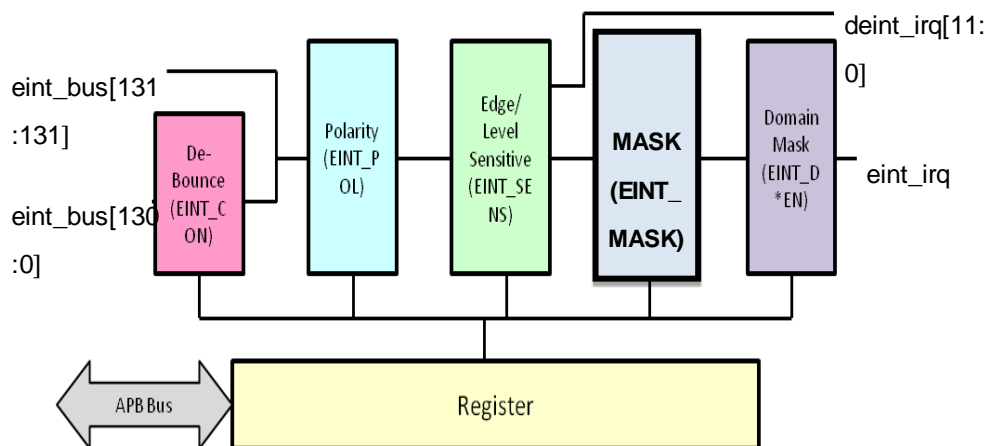 deint_irq[11:
0]
eint_bus[131
:131]
eint_bus[130
:0]
De-
Bounce
(EINT_C
ON)
Polarity
(EINT_P
OL)
Edge/
Level
Sensitive
(EINT_SE
NS)
MASK
(EINT_
MASK)
Domain
Mask
(EINT_D
*EN)
eint_irq
APB Bus
Register